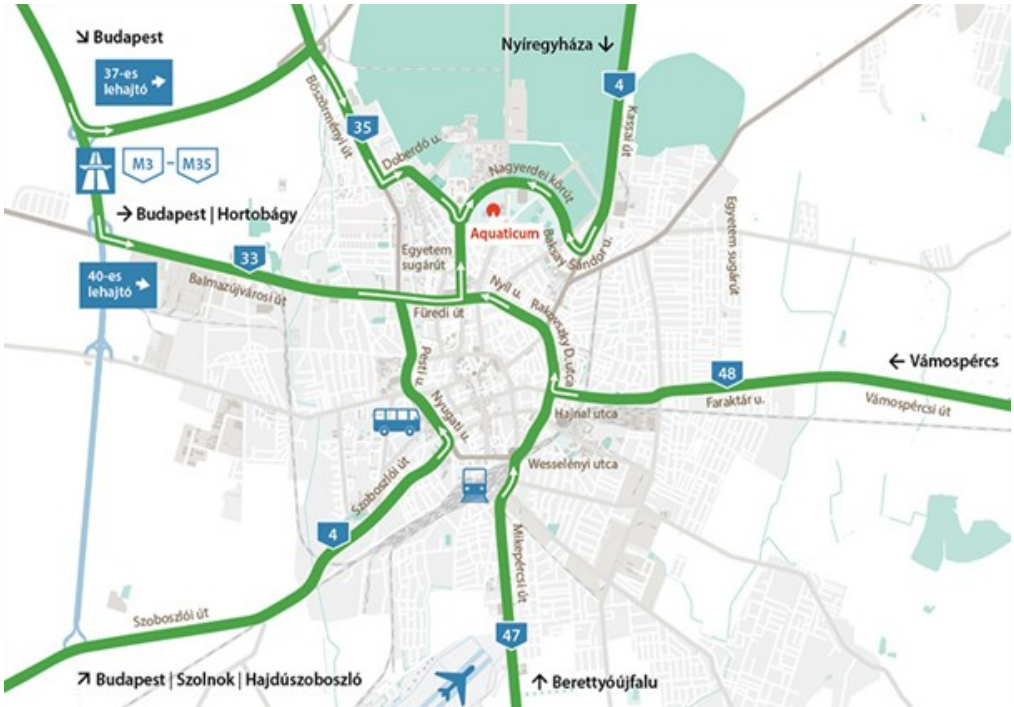 ↘ Budapest
37-es
lehajtó
Nyíregyháza ↓
4
Böszörményi út
35
Doberdó u.
Kassai út
M3 - M35
Nagyerdei körút
→ Budapest | Hortobágy
Aquaticum
Baksay Sándor u.
Egyetem sugárút
33
Egyetem
sugárút
40-es
lehajtó
Balmazújvárosi út
Füredi út
Nyíl u.
Rakovszky D. utca
← Vámospércs
48
Pesti u.
Faraktár u.
Vámospércsi út
Hajnal utca
Nyugati u.
Wesselényi utca
Szoboszlói út
4
Mikepércsi út
Szoboszlói út
47
↗ Budapest | Szolnok | Hajdúszoboszló
↑ Berettyóújfalu